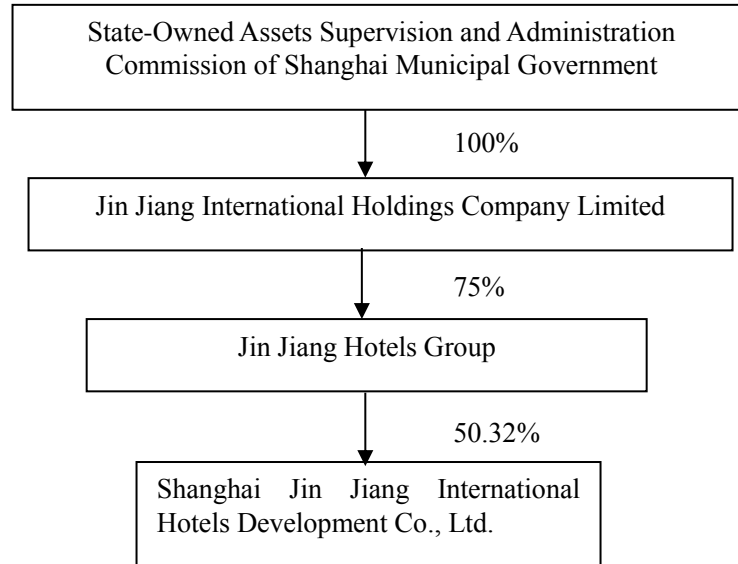 State-Owned Assets Supervision and Administration
Commission of Shanghai Municipal Government
100%
Jin Jiang International Holdings Company Limited
75%
Jin Jiang Hotels Group
50.32%
Shanghai Jin Jiang International
Hotels Development Co., Ltd.